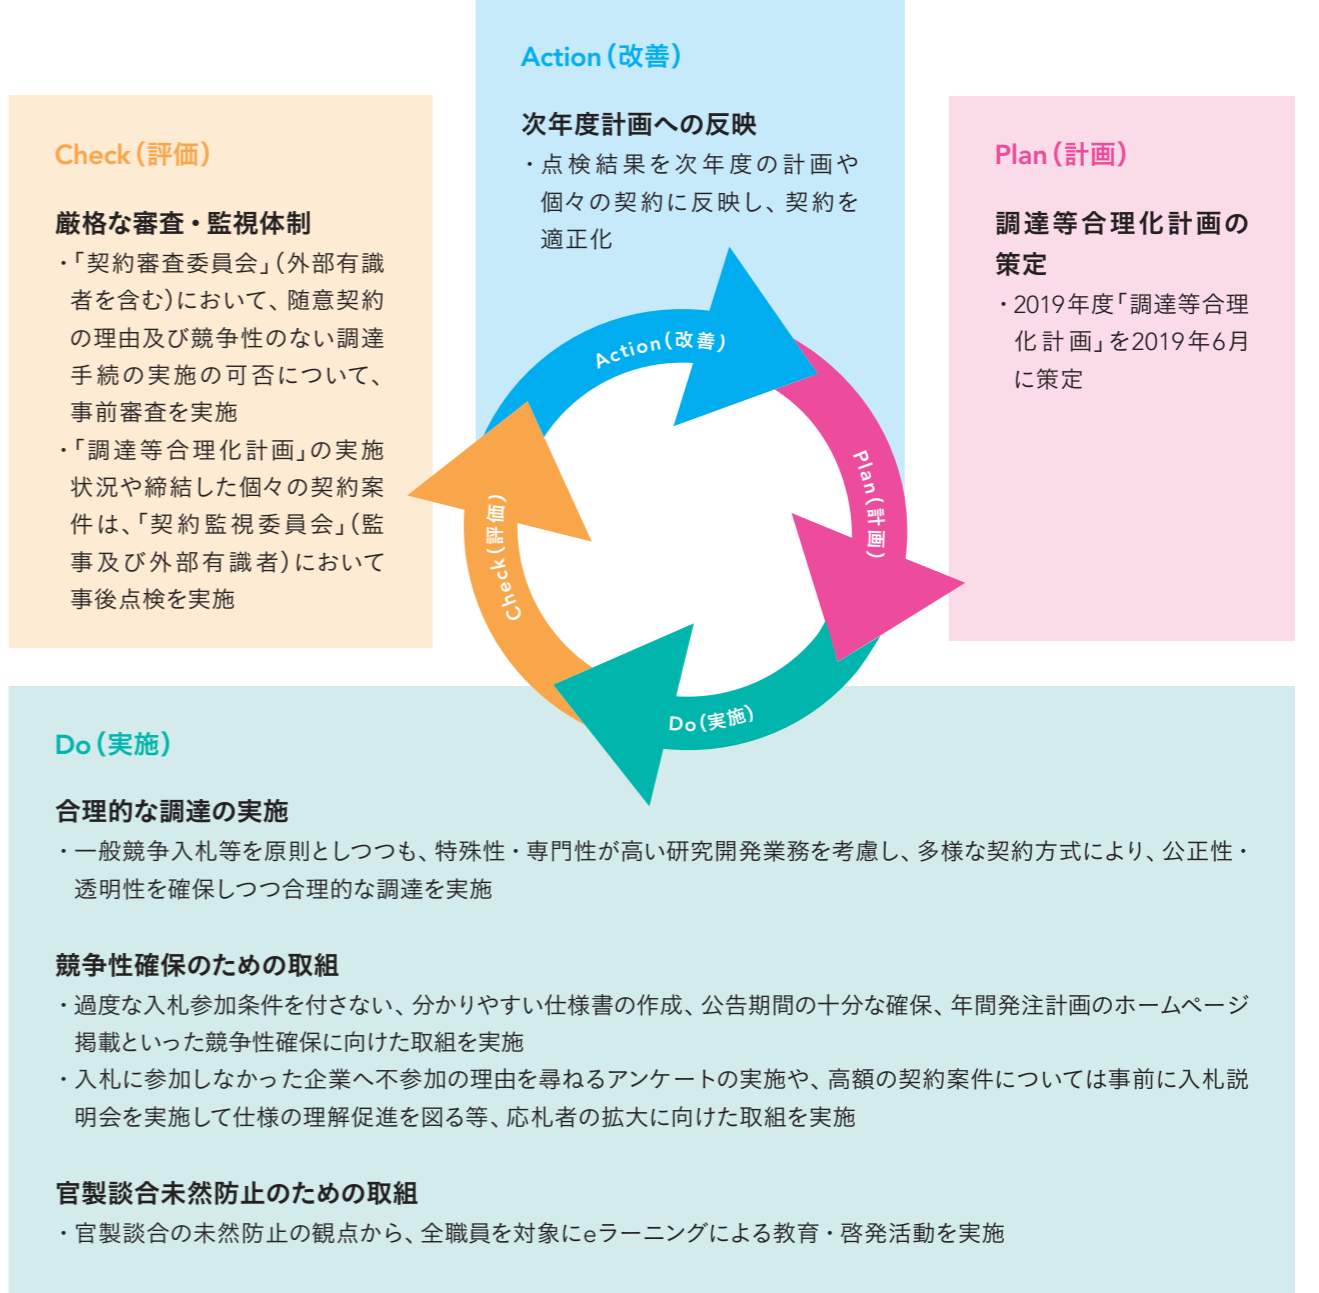 Action（改善）
次年度計画への反映
・点検結果を次年度の計画や
個々の契約に反映し、契約を
適正化
Check（評価）
厳格な審査・監視体制
・「契約審査委員会」（外部有識
者を含む）において、随意契約
の理由及び競争性のない調達
手続の実施の可否について、
事前審査を実施
・「調達等合理化計画」の実施
状況や締結した個々の契約案
件は、「契約監視委員会」（監
事及び外部有識者）において
事後点検を実施
Plan（計画）
調達等合理化計画の
策定
・2019年度「調達等合理
化計画」を2019年6月
に策定
Action（改善）
Plan（計画）
Do（実施）
Check（評価）
Do（実施）
合理的な調達の実施
・一般競争入札等を原則としつつも、特殊性・専門性が高い研究開発業務を考慮し、多様な契約方式により、公正性・
透明性を確保しつつ合理的な調達を実施
競争性確保のための取組
・過度な入札参加条件を付さない、分かりやすい仕様書の作成、公告期間の十分な確保、年間発注計画のホームページ
掲載といった競争性確保に向けた取組を実施
・入札に参加しなかった企業へ不参加の理由を尋ねるアンケートの実施や、高額の契約案件については事前に入札説
明会を実施して仕様の理解促進を図る等、応札者の拡大に向けた取組を実施
官製談合未然防止のための取組
・官製談合の未然防止の観点から、全職員を対象にeラーニングによる教育・啓発活動を実施